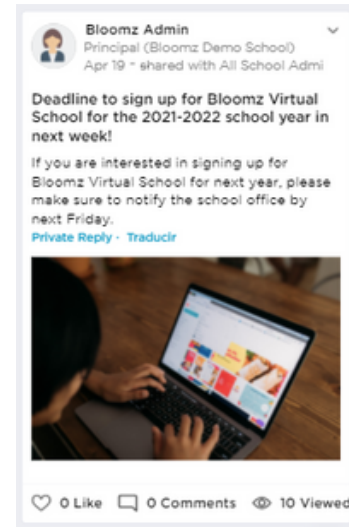 Bloomz Admin
Principal (Bloomz Demo School)
Apr 19 - shared with All School Admi
Deadline to sign up for Bloomz Virtual
School for the 2021-2022 school year in
next week!
If you are interested in signing up for
Bloomz Virtual School for next year, please
make sure to notify the school office by
next Friday.
Private Reply · Traducir
0 Like 0 Comments 10 Viewed